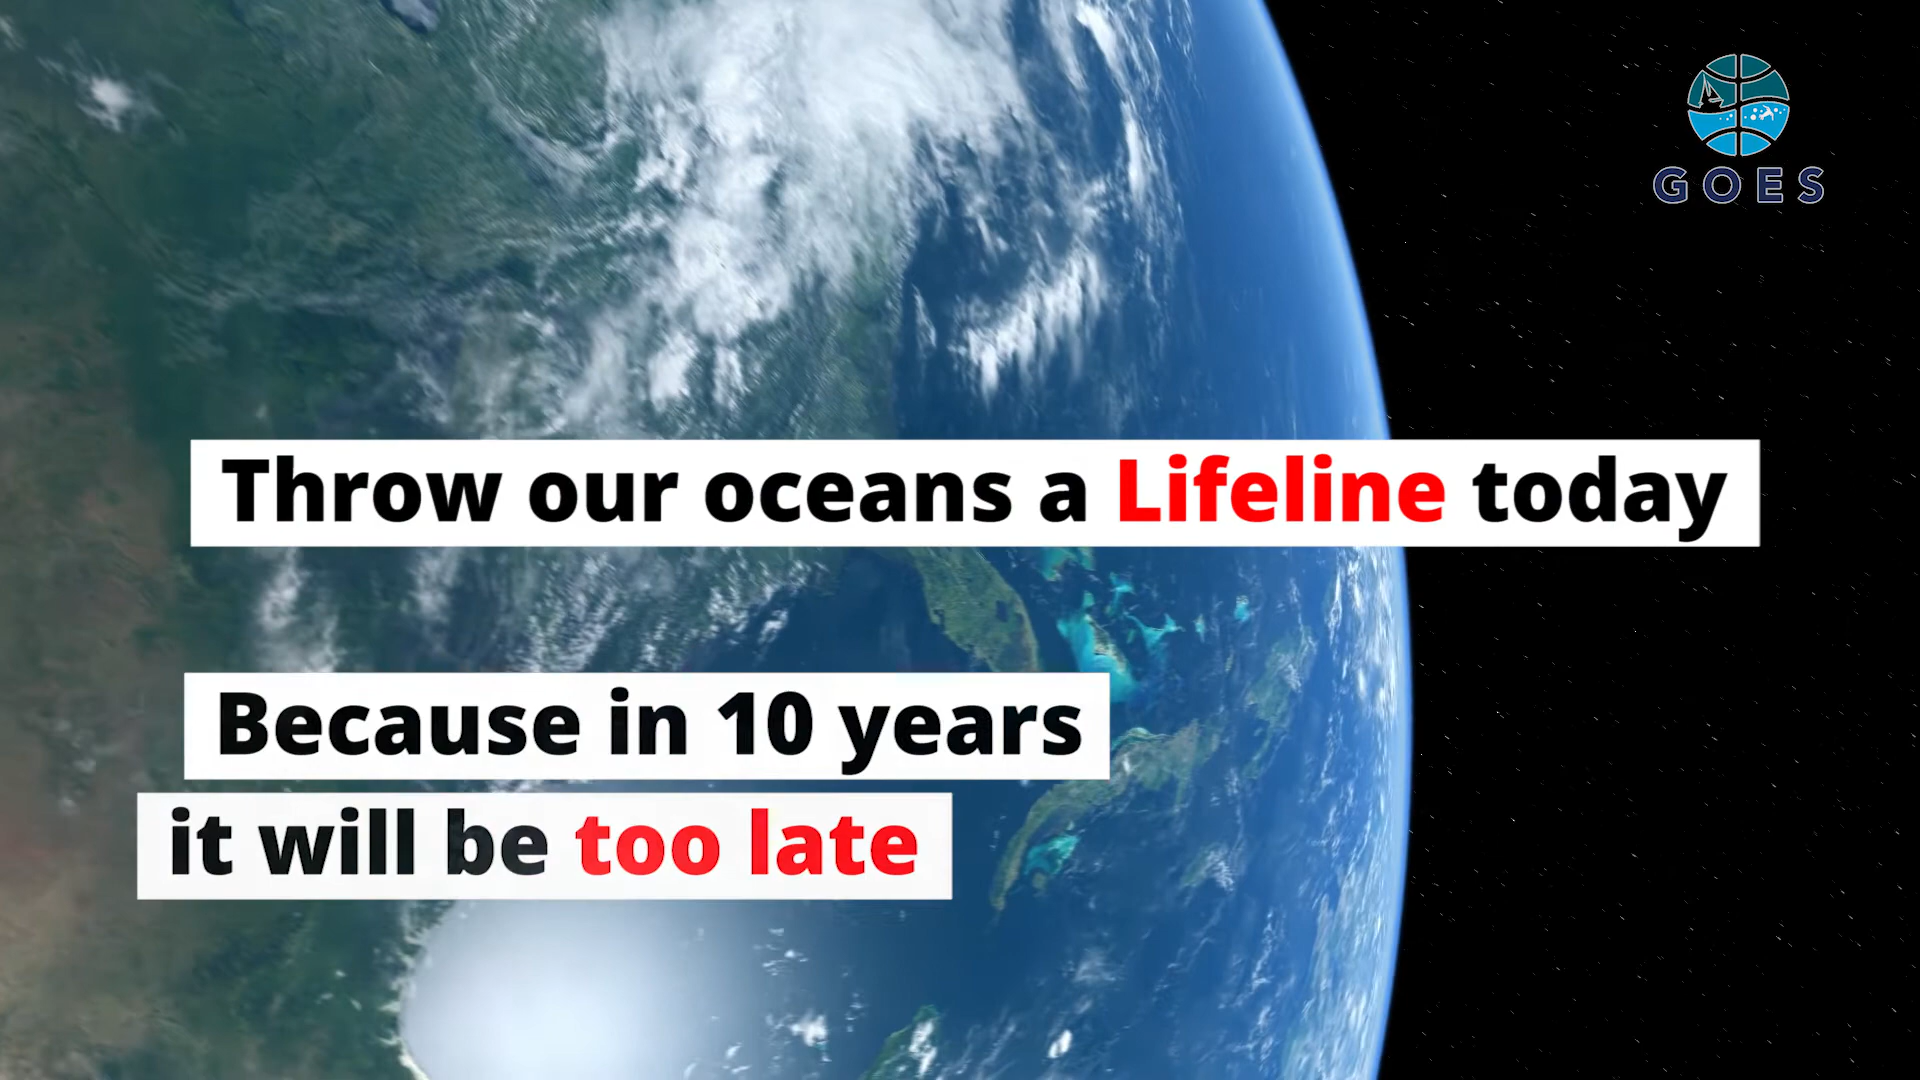 GOES
Throw our oceans a Lifeline today
Because in 10 years
it will be too late